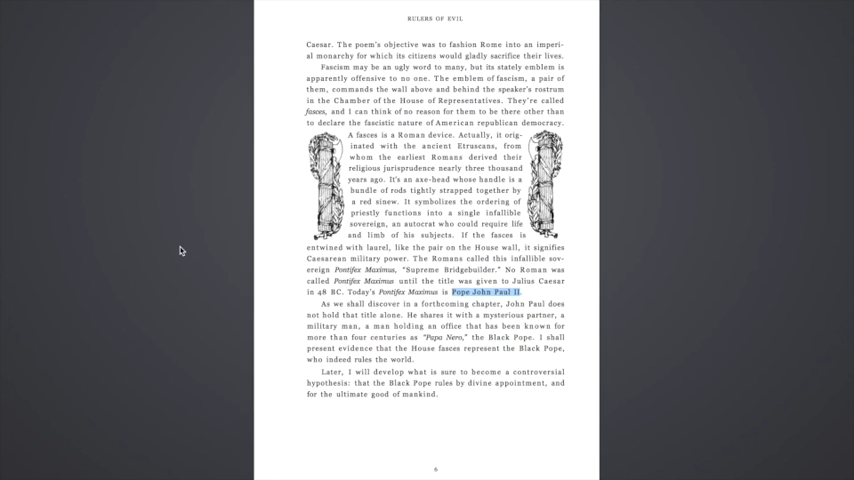 RULERS OF EVIL
Caesar. The poem's objective was to fashion Rome into an imperi-
al monarchy for which its citizens would gladly sacrifice their lives.
Fascism may be an ugly word to many, but its stately emblem is
apparently offensive to no one. The emblem of fascism, a pair of
them, commands the wall above and behind the speaker's rostrum
in the Chamber of the House of Representatives. They're called
fasces, and I can think of no reason for them to be there other than
to declare the fascistic nature of American republican democracy.
A fasces is a Roman device. Actually, it orig-
inated with the ancient Etruscans, from
whom the earliest Romans derived their
religious jurisprudence nearly three thousand
years ago. It's an axe-head whose handle is a
bundle of rods tightly strapped together by
a red sinew. It symbolizes the ordering of
priestly functions into a single infallible
sovereign, an autocrat who could require life
and limb of his subjects. If the fasces is
entwined with laurel, like the pair on the House wall, it signifies
Caesarean military power. The Romans called this infallible sov-
ereign Pontifex Maximus, "Supreme Bridgebuilder." No Roman was
called Pontifex Maximus until the title was given to Julius Caesar
in 48 BC. Today's Pontifex Maximus is Pope John Paul II.
As we shall discover in a forthcoming chapter, John Paul does
not hold that title alone. He shares it with a mysterious partner, a
military man, a man holding an office that has been known for
more than four centuries as "Papa Nero," the Black Pope. I shall
present evidence that the House fasces represent the Black Pope,
who indeed rules the world.
Later, I will develop what is sure to become a controversial
hypothesis: that the Black Pope rules by divine appointment, and
for the ultimate good of mankind.
6